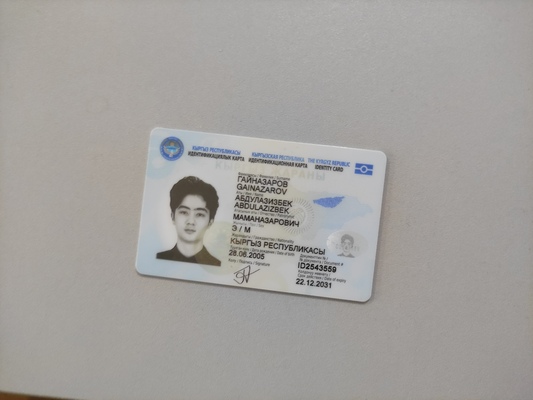 КЫРГЫЗ РЕСПУБЛИКАСЫ КЫРГЫЗСКАЯ РЕСПУБЛИКА THE KYRGYZ REPUBLIC
ИДЕНТИФИКАЦИЯЛЫК КАРТА ИДЕНТИФИКАЦИОННАЯ КАРТА IDENTITY CARD
ГАЙНАЗАРОВ
GAINAZAROV
АБДУЛАЗИЗБЕК
ABDULAZIZBEK
МАМАНАЗАРОВИЧ
Э / М
КЫРГЫЗ РЕСПУБЛИКАСЫ
28.06.2005
ID2543559
22.12.2031